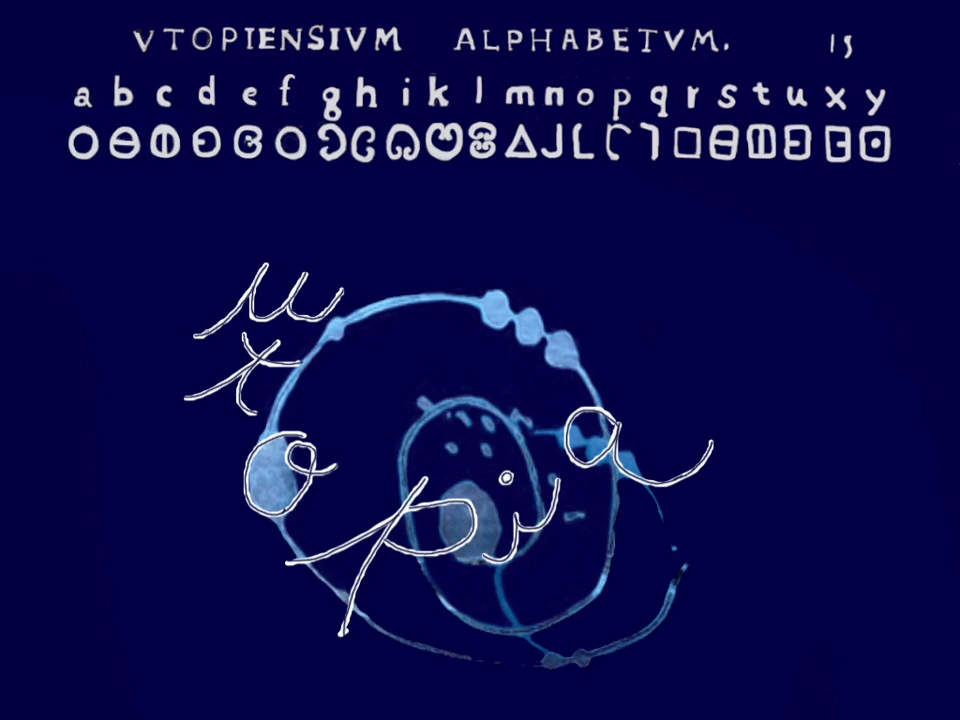 VTOPIENSIVM ALPHABETVM. 15
a b c d e f g h i k l m n o p q r s t u x y
utopia